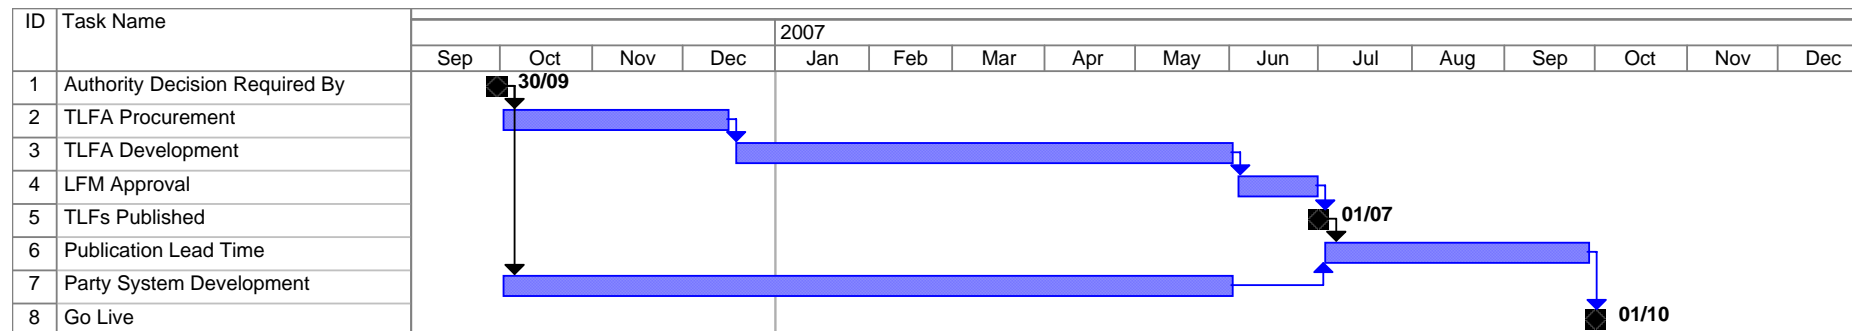 ID Task Name
2007
Sep Oct Nov Dec Jan Feb Mar Apr May Jun Jul Aug Sep Oct Nov Dec
1 Authority Decision Required By 30/09
2 TLFA Procurement
3 TLFA Development
4 LFM Approval
5 TLFs Published 01/07
6 Publication Lead Time
7 Party System Development
8 Go Live 01/10